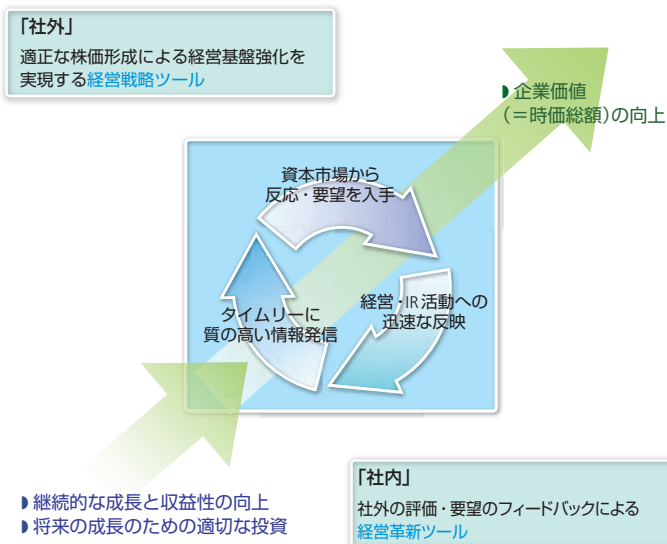 「社外」
適正な株価形成による経営基盤強化を
実現する経営戦略ツール
企業価値
(＝時価総額)の向上
資本市場から
反応・要望を入手
経営・IR活動への
迅速な反映
タイムリーに
質の高い情報発信
継続的な成長と収益性の向上
将来の成長のための適切な投資
「社内」
社外の評価・要望のフィードバックによる
経営革新ツール